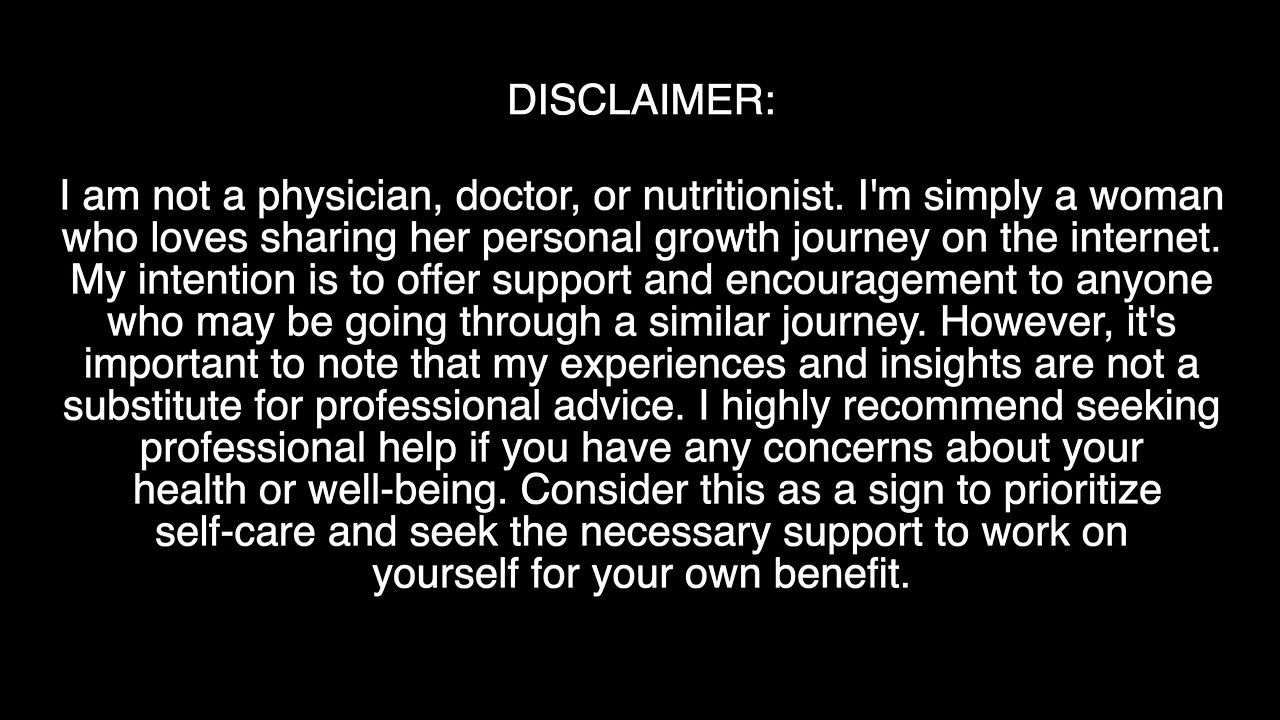 DISCLAIMER:
I am not a physician, doctor, or nutritionist. I'm simply a woman
who loves sharing her personal growth journey on the internet.
My intention is to offer support and encouragement to anyone
who may be going through a similar journey. However, it's
important to note that my experiences and insights are not a
substitute for professional advice. I highly recommend seeking
professional help if you have any concerns about your
health or well-being. Consider this as a sign to prioritize
self-care and seek the necessary support to work on
yourself for your own benefit.